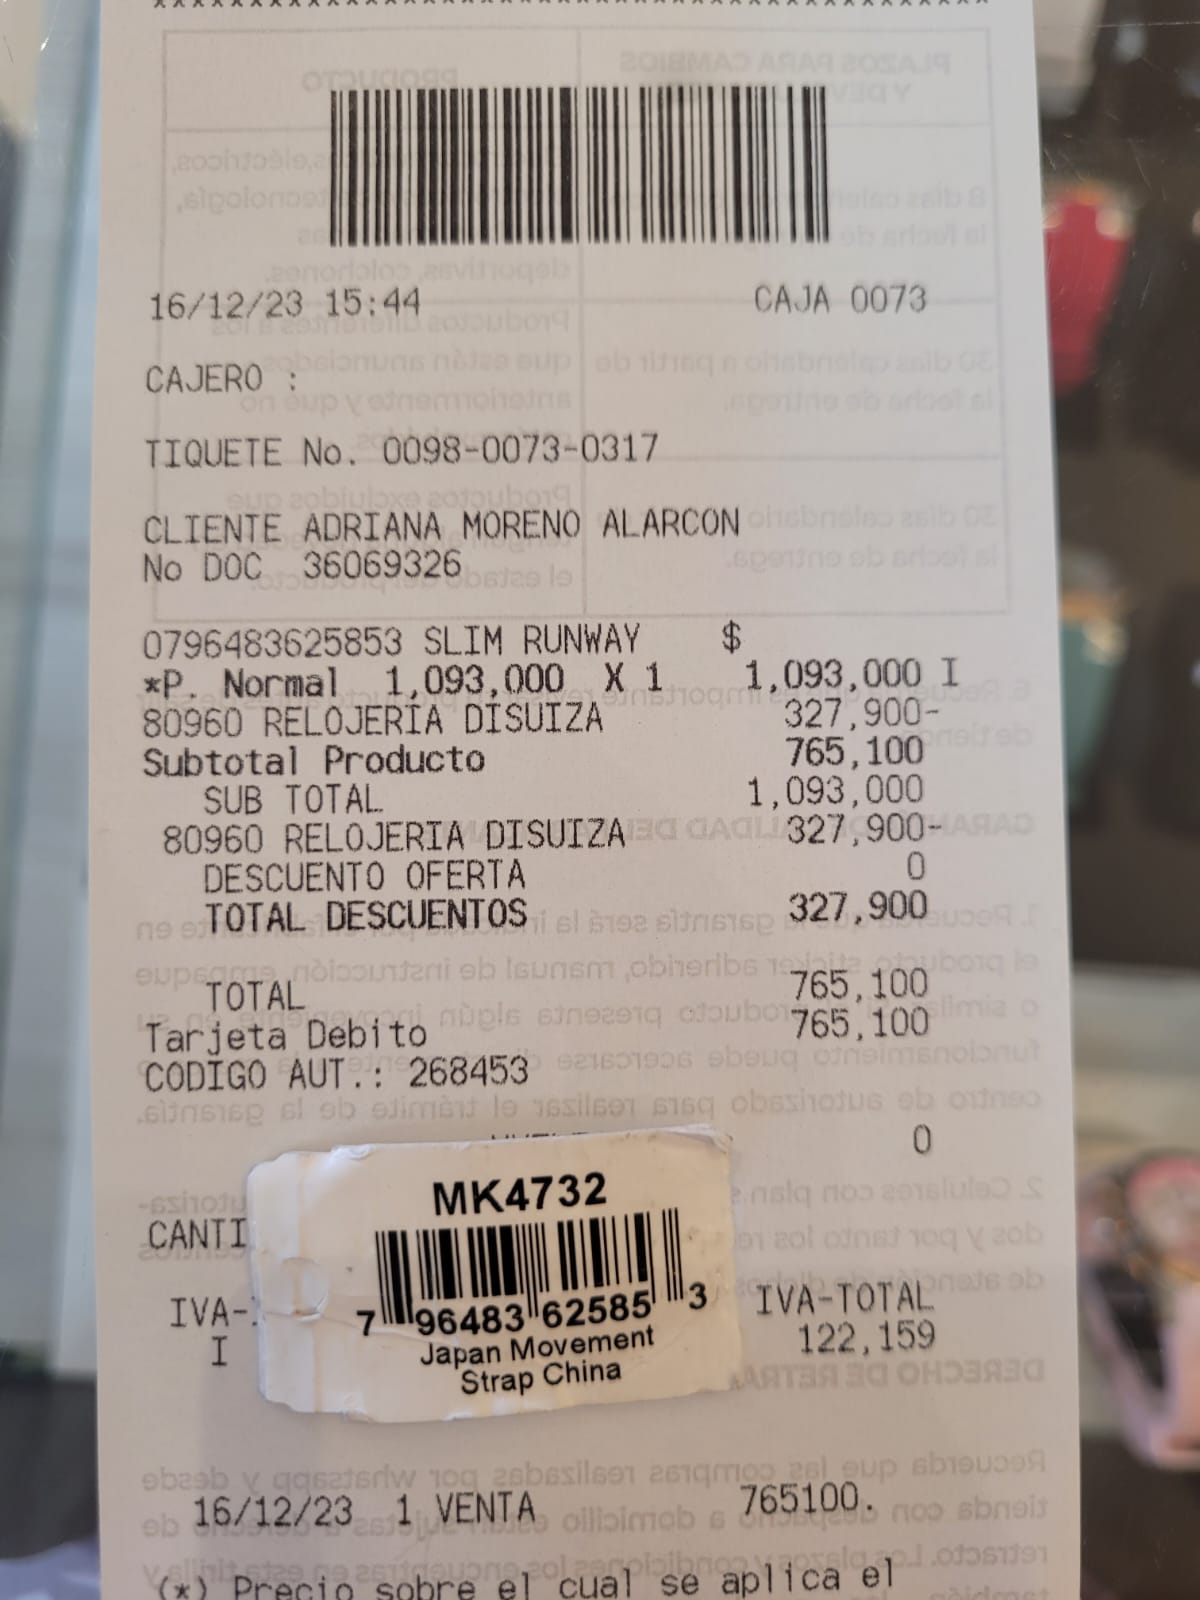 16/12/23 15:44 CAJA 0073
CAJERO :
TIQUETE No. 0098-0073-0317
CLIENTE ADRIANA MORENO ALARCON
No DOC 36069326
0796483625853 SLIM RUNWAY $
*P. Normal 1,093,000 X 1 1,093,000 I
80960 RELOJERIA DISUIZA 327,900-
Subtotal Producto 765,100
SUB TOTAL 1,093,000
80960 RELOJERIA DISUIZA 327,900-
DESCUENTO OFERTA 0
TOTAL DESCUENTOS 327,900
TOTAL 765,100
Tarjeta Debito 765,100
CODIGO AUT.: 268453
0
MK4732
CANTI
7 96483 62585 3
IVA- IVA-TOTAL
I 122,159
Japan Movement
Strap China
16/12/23 1 VENTA 765100.
(*) Precio sobre el cual se aplica el